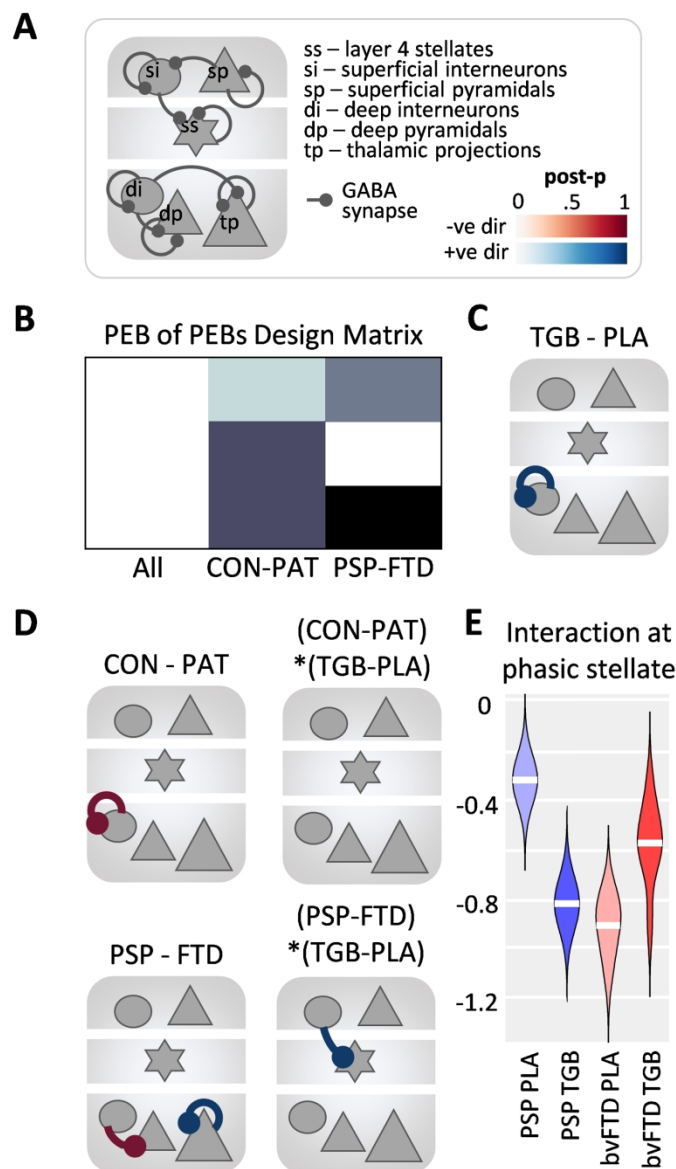 A
si
sp
ss
di
dp
tp
ss – layer 4 stellates
si – superficial interneurons
sp – superficial pyramidals
di – deep interneurons
dp – deep pyramidals
tp – thalamic projections
GABA
synapse
post-p
0 .5 1
-ve dir
+ve dir
B
PEB of PEBs Design Matrix
All CON-PAT PSP-FTD
C
TGB - PLA
D
CON - PAT
(CON-PAT)
*(TGB-PLA)
PSP - FTD
(PSP-FTD)
*(TGB-PLA)
E
Interaction at
phasic stellate
0
-0.4
-0.8
-1.2
PSP PLA
PSP TGB
bvFTD PLA
bvFTD TGB